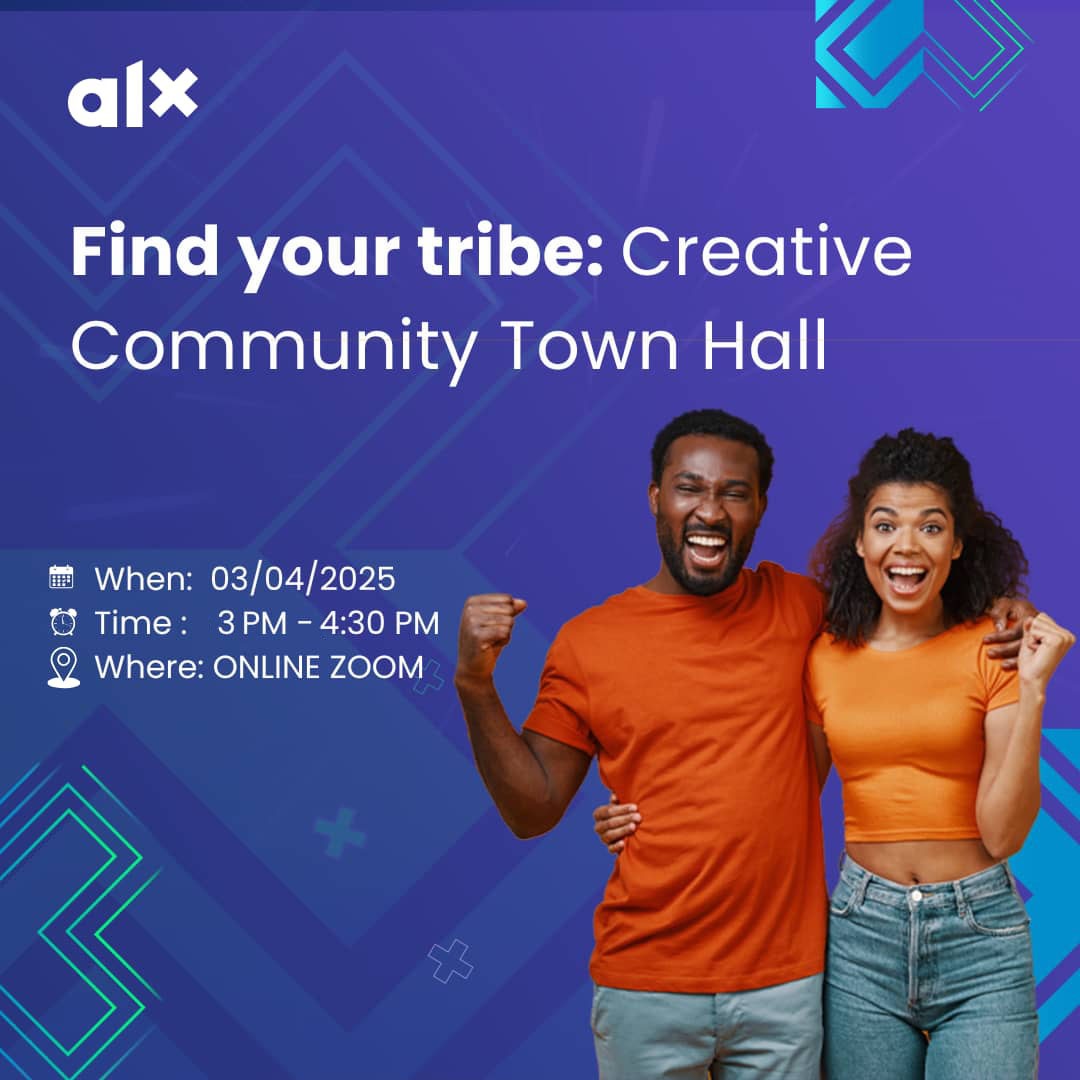 alx
Find your tribe: Creative
Community Town Hall
When: 03/04/2025
Time : 3 PM - 4:30 PM
Where: ONLINE ZOOM